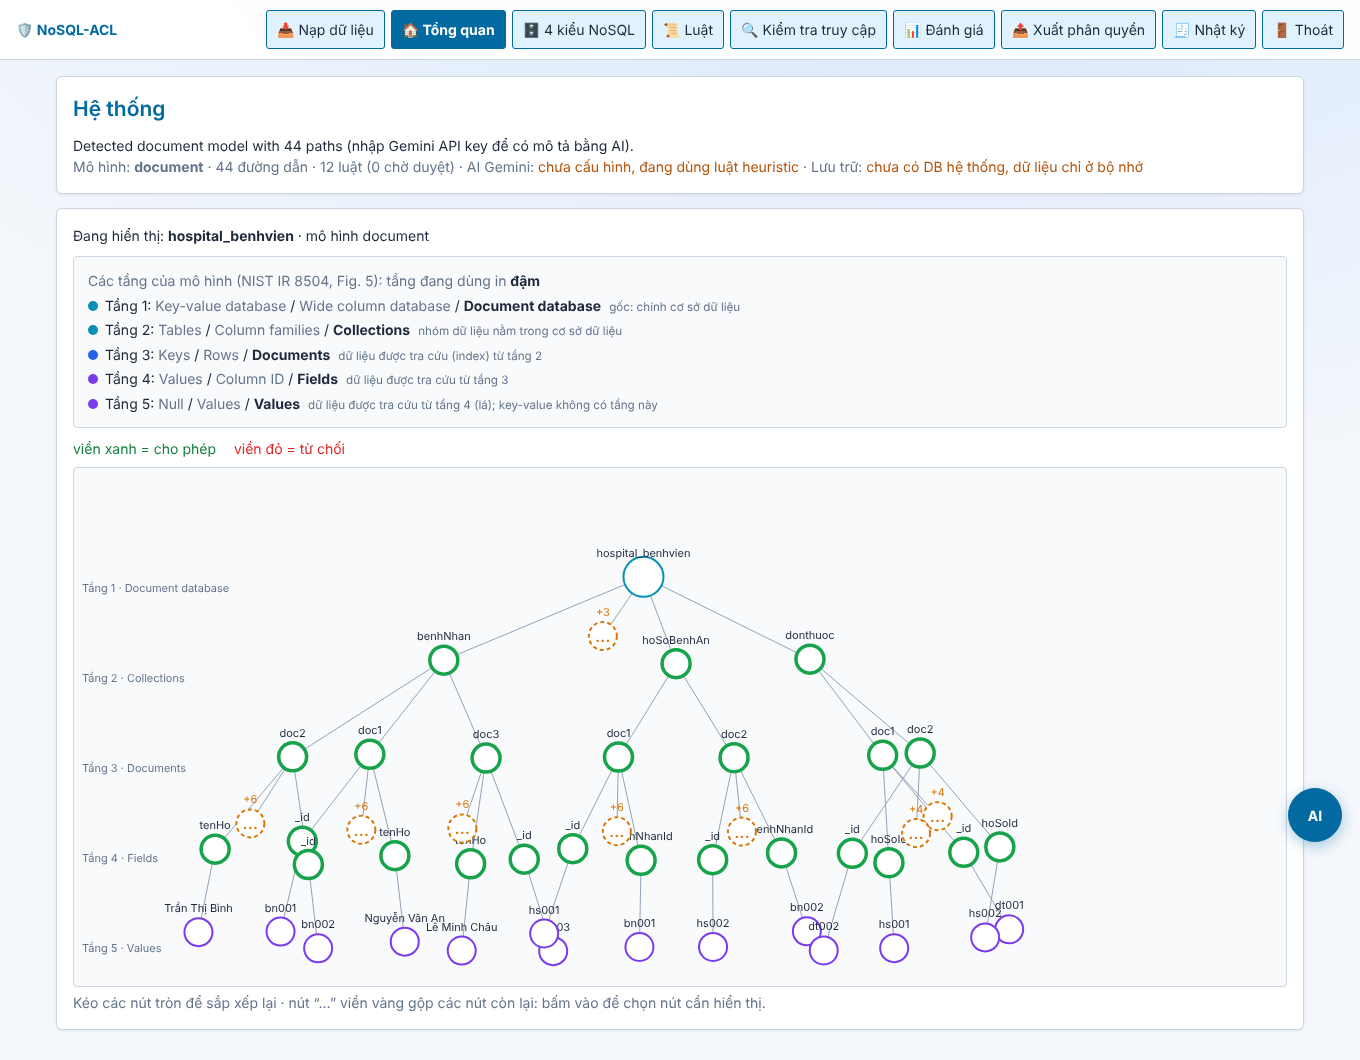 🛡️ NoSQL-ACL
📥 Nạp dữ liệu
🏠 Tổng quan
🗄️ 4 kiểu NoSQL
📜 Luật
🔍 Kiểm tra truy cập
📊 Đánh giá
📤 Xuất phân quyền
🧾 Nhật ký
🚪 Thoát
Hệ thống
Detected document model with 44 paths (nhập Gemini API key để có mô tả bằng AI).
Mô hình: document · 44 đường dẫn · 12 luật (0 chờ duyệt) · AI Gemini: chưa cấu hình, đang dùng luật heuristic · Lưu trữ: chưa có DB hệ thống, dữ liệu chỉ ở bộ nhớ
Đang hiển thị: hospital_benhvien · mô hình document
Các tầng của mô hình (NIST IR 8504, Fig. 5): tầng đang dùng in đậm
Tầng 1: Key-value database / Wide column database / Document database gốc: chính cơ sở dữ liệu
Tầng 2: Tables / Column families / Collections nhóm dữ liệu nằm trong cơ sở dữ liệu
Tầng 3: Keys / Rows / Documents dữ liệu được tra cứu (index) từ tầng 2
Tầng 4: Values / Column ID / Fields dữ liệu được tra cứu từ tầng 3
Tầng 5: Null / Values / Values dữ liệu được tra cứu từ tầng 4 (lá); key-value không có tầng này
viền xanh = cho phép viền đỏ = từ chối
hospital_benhvien
Tầng 1 · Document database
+3
...
benhNhan
hoSoBenhAn
donthuoc
Tầng 2 · Collections
doc2
doc1
doc3
doc1
doc2
doc1
doc2
Tầng 3 · Documents
+6
+6
+6
+6
+6
+4
+4
...
...
...
...
...
...
...
tenHo
_id
_id
tenHo
_id
_id
_id
enhNhanId
_id
_id
hoSoId
Tầng 4 · Fields
Trần Thị Bình
bn001
bn002
Nguyễn Văn An
Lê Minh Châu
hs001
03
bn001
hs002
bn002
dt002
hs001
hs002
dt001
Tầng 5 · Values
AI
Kéo các nút tròn để sắp xếp lại · nút “…” viền vàng gộp các nút còn lại: bấm vào để chọn nút cần hiển thị.